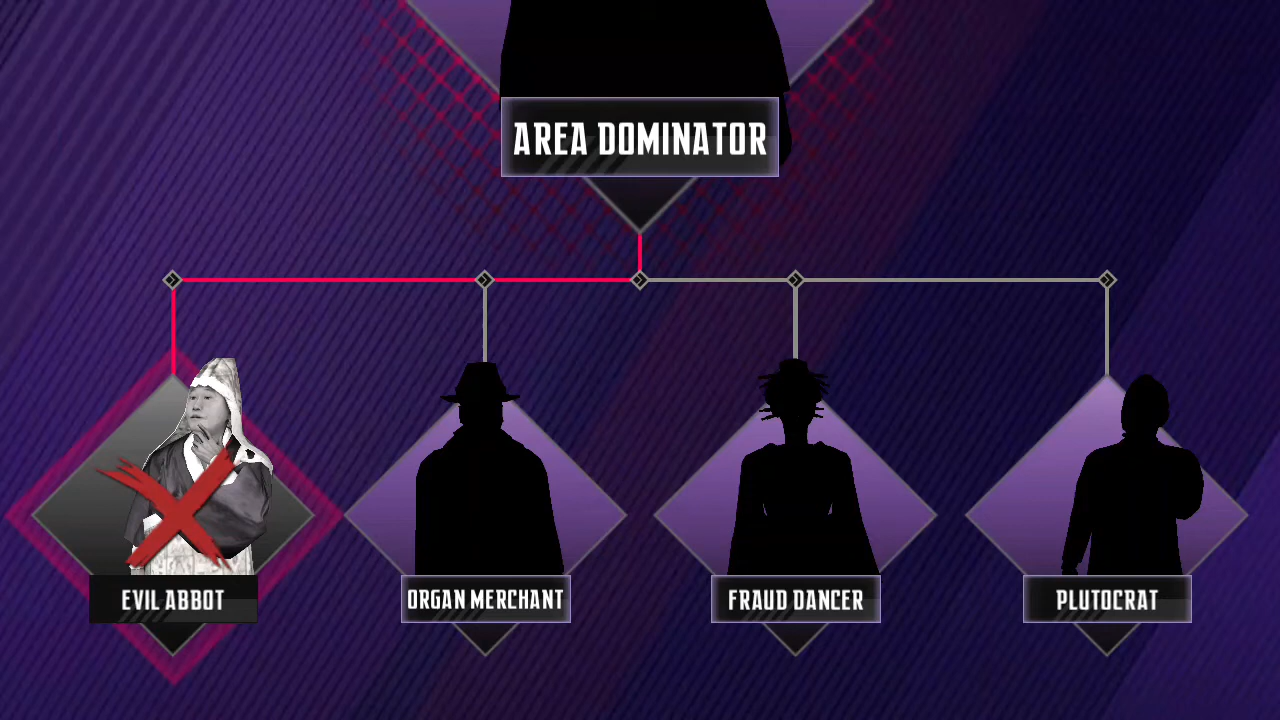 AREA DOMINATOR
EVIL ABBOT
ORGAN MERCHANT
FRAUD DANCER
PLUTOCRAT